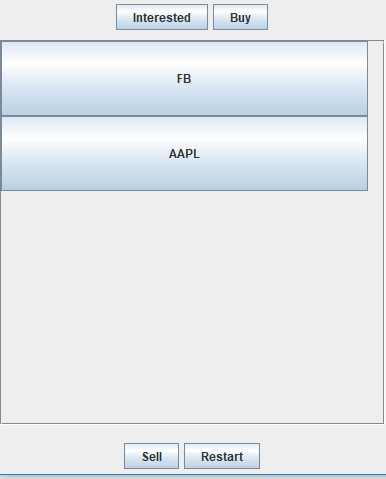 Interested Buy
FB
AAPL
Sell Restart